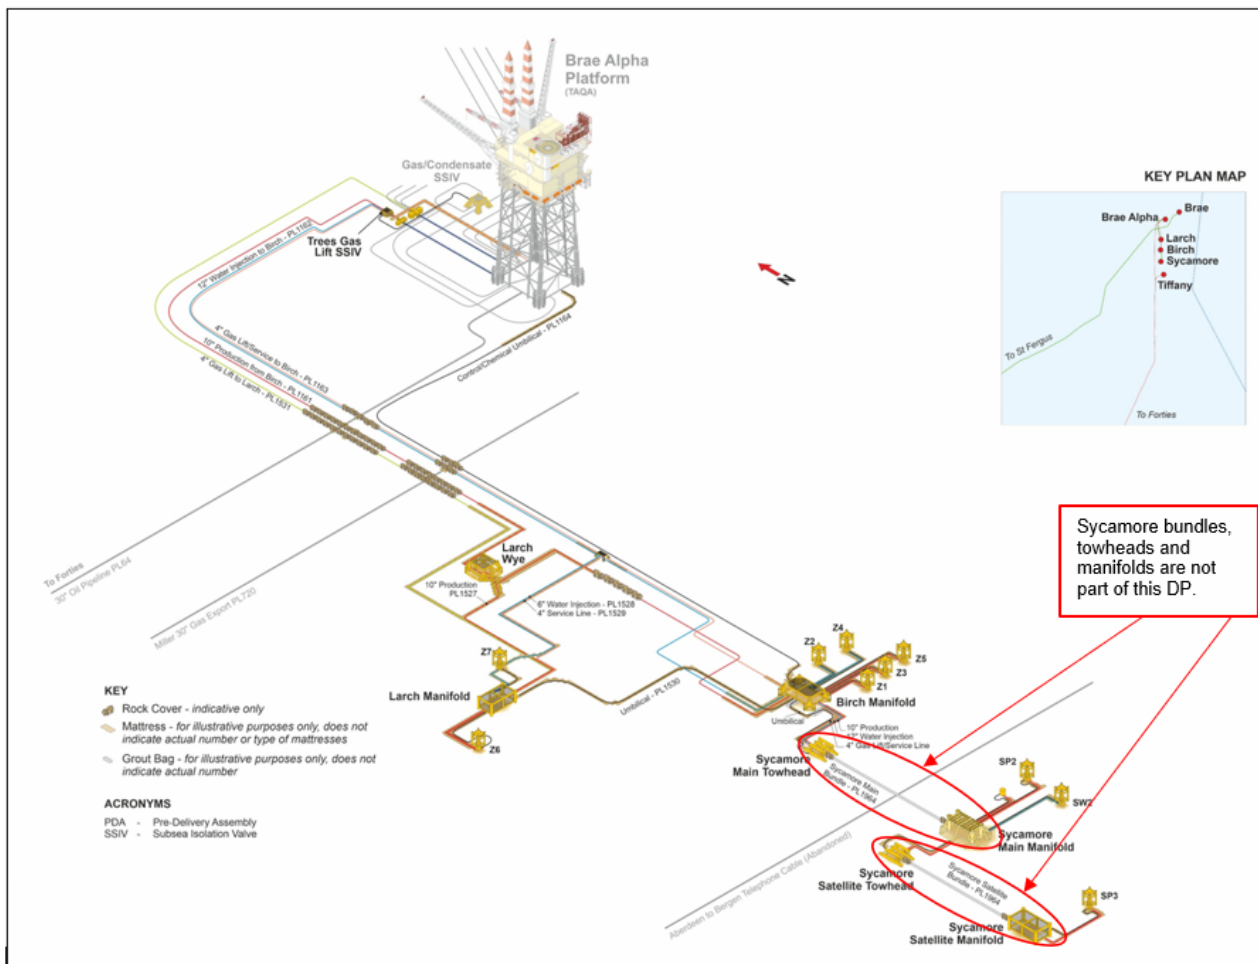 Brae Alpha
Platform
(TAQA)
Gas/Condensate
SSIV
Trees Gas
Lift SSIV
12" Water Injection to Birch - PL1162
4" Gas Lift/Service to Birch - PL1163
10" Production from Birch - PL1161
4" Gas Lift to Larch - PL1531
Control/Chemical Umbilical - PL1164
N
KEY PLAN MAP
Brae Alpha
Brae
Larch
Birch
Sycamore
Tiffany
To St Fergus
To Forties
Sycamore bundles,
towheads and
manifolds are not
part of this DP.
To Forties
30" Oil Pipeline PL64
Miller 30" Gas Export PL720
Larch
Wye
10" Production
PL1527
6" Water Injection - PL1528
4" Service Line - PL1529
Z7
Larch Manifold
Z6
Umbilical - PL1530
Z2
Z4
Z5
Z3
Z1
Birch Manifold
Umbilical
10" Production
12" Water Injection
4" Gas Lift/Service Line
Sycamore
Main Towhead
Sycamore Main
Bundle - PL1964
SP2
SW2
Sycamore
Main Manifold
Sycamore
Satellite Towhead
Sycamore Satellite
Bundle - PL1964
SP3
Sycamore
Satellite Manifold
Aberdeen to Bergen Telephone Cable (Abandoned)
KEY
Rock Cover - indicative only
Mattress - for illustrative purposes only, does not
indicate actual number or type of mattresses
Grout Bag - for illustrative purposes only, does not
indicate actual number
ACRONYMS
PDA - Pre-Delivery Assembly
SSIV - Subsea Isolation Valve